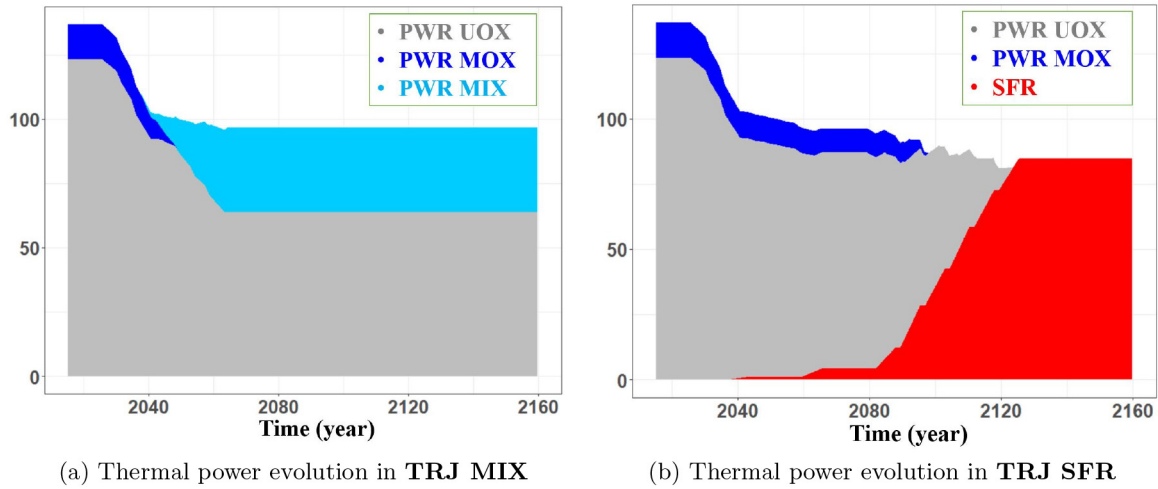 PWR UOX
PWR MOX
PWR MIX
100
50
0
2040 2080 2120 2160
Time (year)
(a) Thermal power evolution in TRJ MIX
PWR UOX
PWR MOX
SFR
100
50
0
2040 2080 2120 2160
Time (year)
(b) Thermal power evolution in TRJ SFR